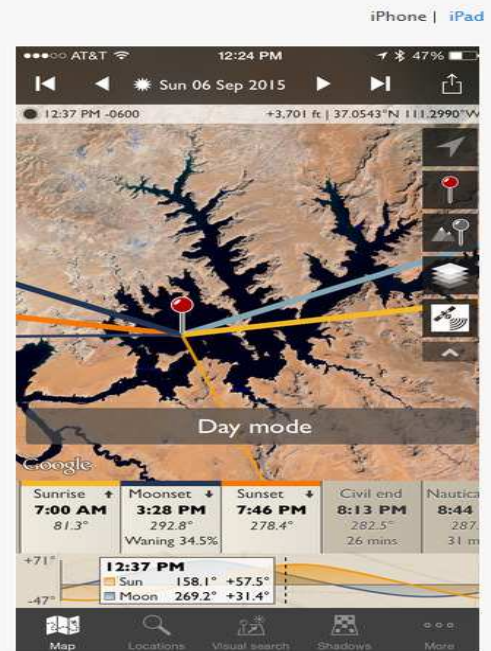 iPhone | iPad
AT&T 12:24 PM 47%
Sun 06 Sep 2015
12:37 PM -0600 +3,701 ft | 37.0543°N 111.2990°W
Day mode
Google
Sunrise Moonset Sunset Civil end Nautica
7:00 AM 3:28 PM 7:46 PM 8:13 PM 8:44
81.3° 292.8° 278.4° 282.5° 287.
Waning 34.5% 26 mins 31 m
+71°
12:37 PM
Sun 158.1° +57.5°
Moon 269.2° +31.4°
-47°
Map Locations Visual search Shadows More